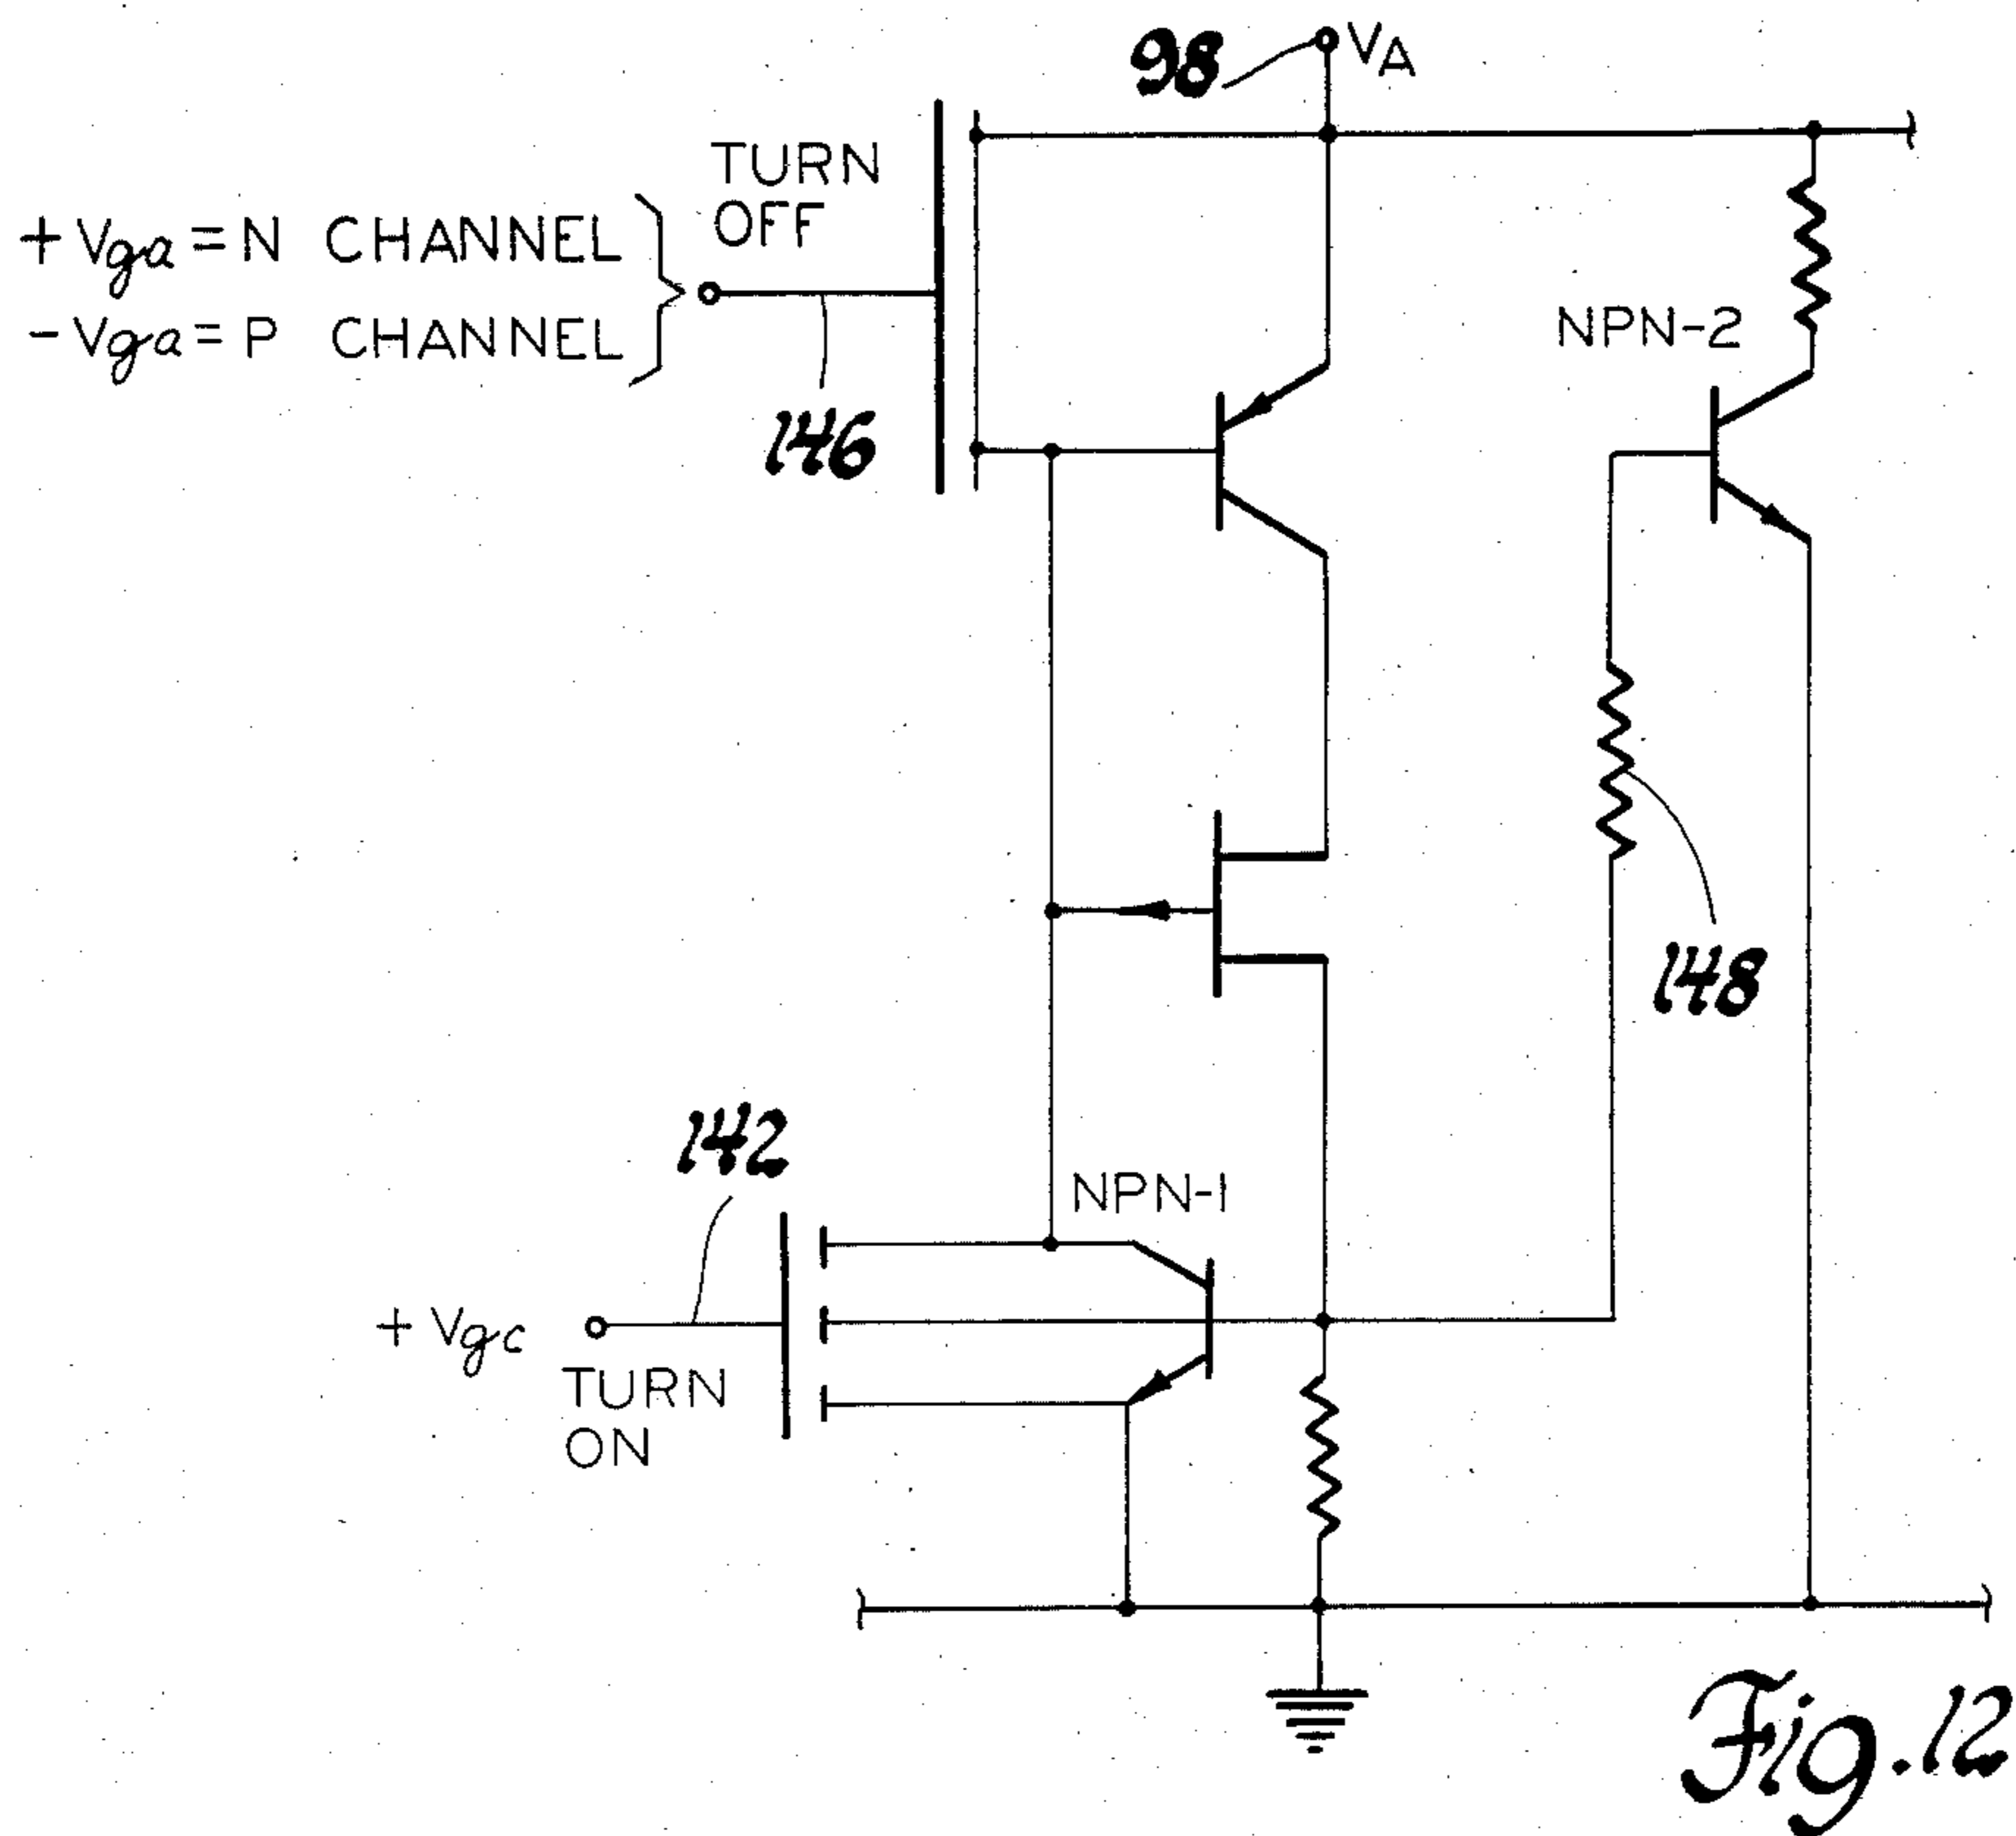 98
VA
TURN
OFF
+Vga = N CHANNEL
-Vga = P CHANNEL
NPN-2
146
148
142
NPN-1
+ Vgc
TURN
ON
Fig. 12